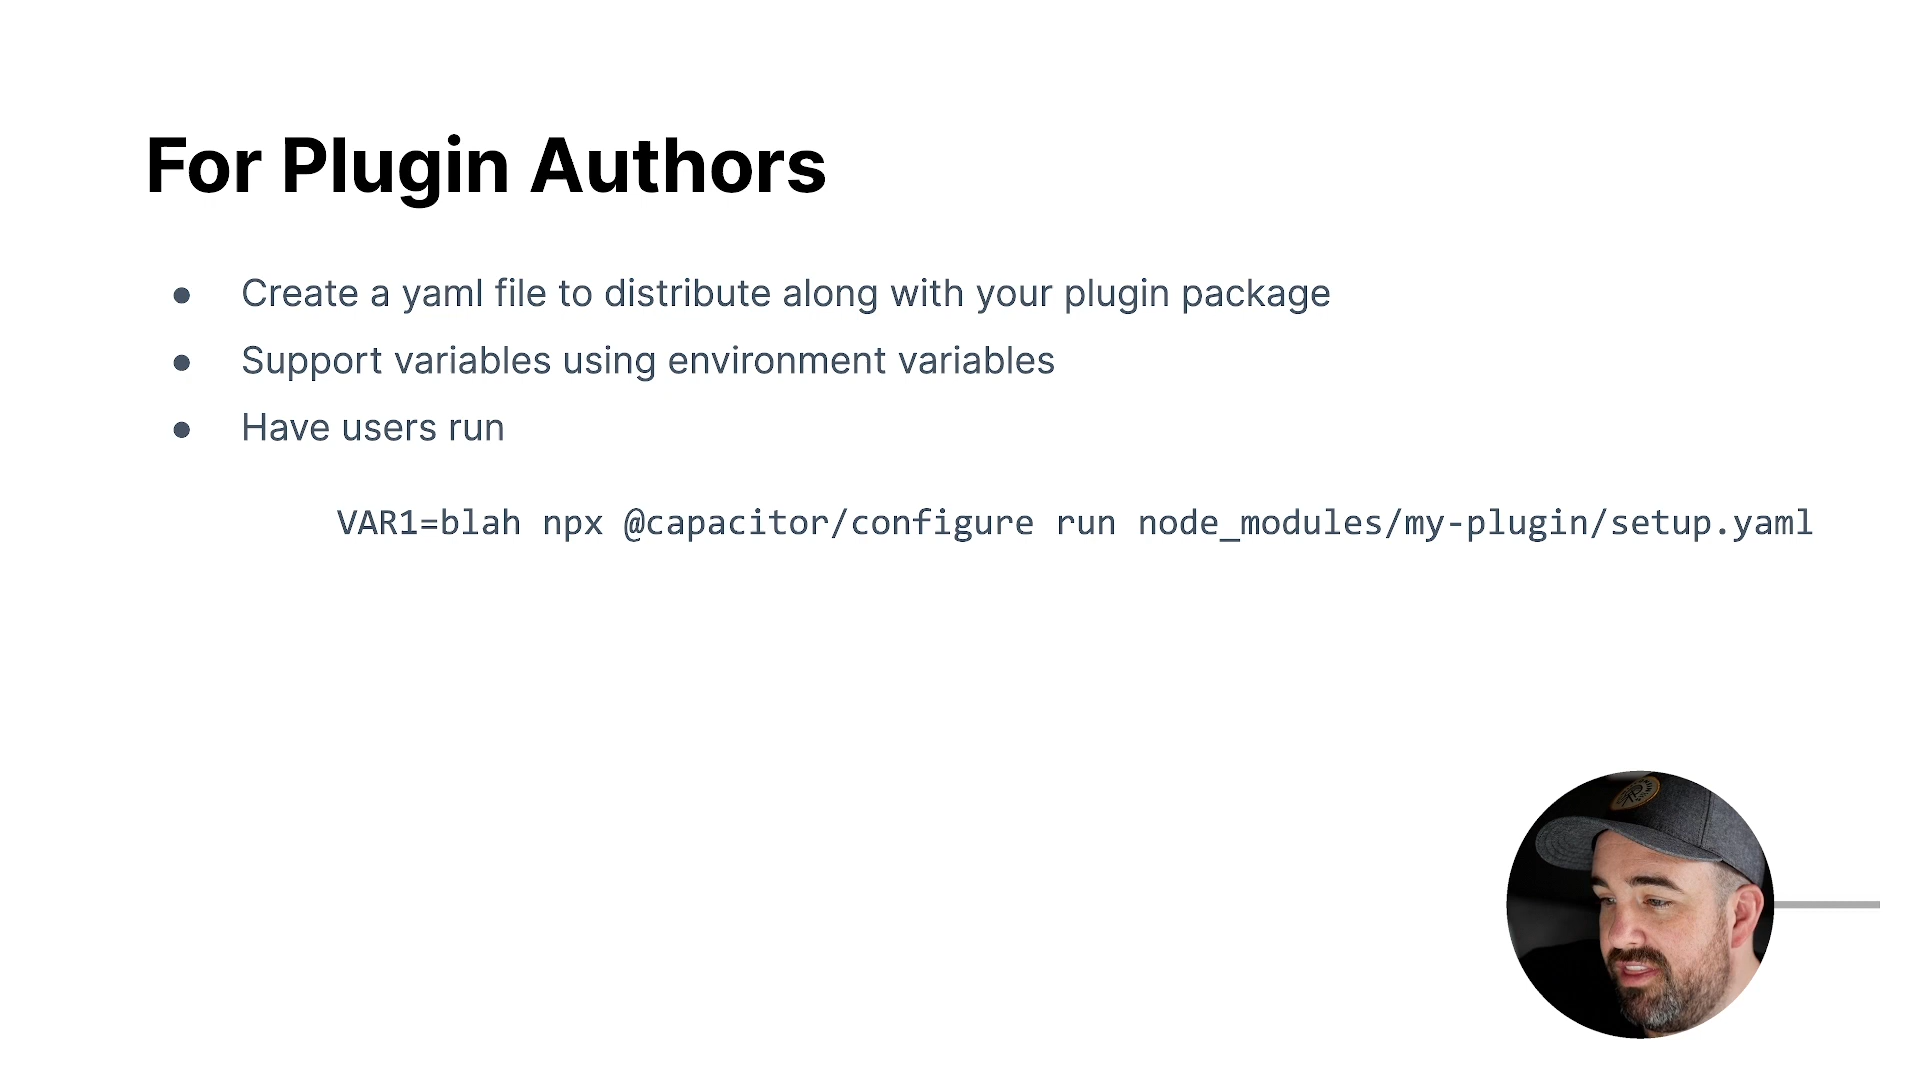 For Plugin Authors
● Create a yaml file to distribute along with your plugin package
● Support variables using environment variables
● Have users run
VAR1=blah npx @capacitor/configure run node_modules/my-plugin/setup.yaml